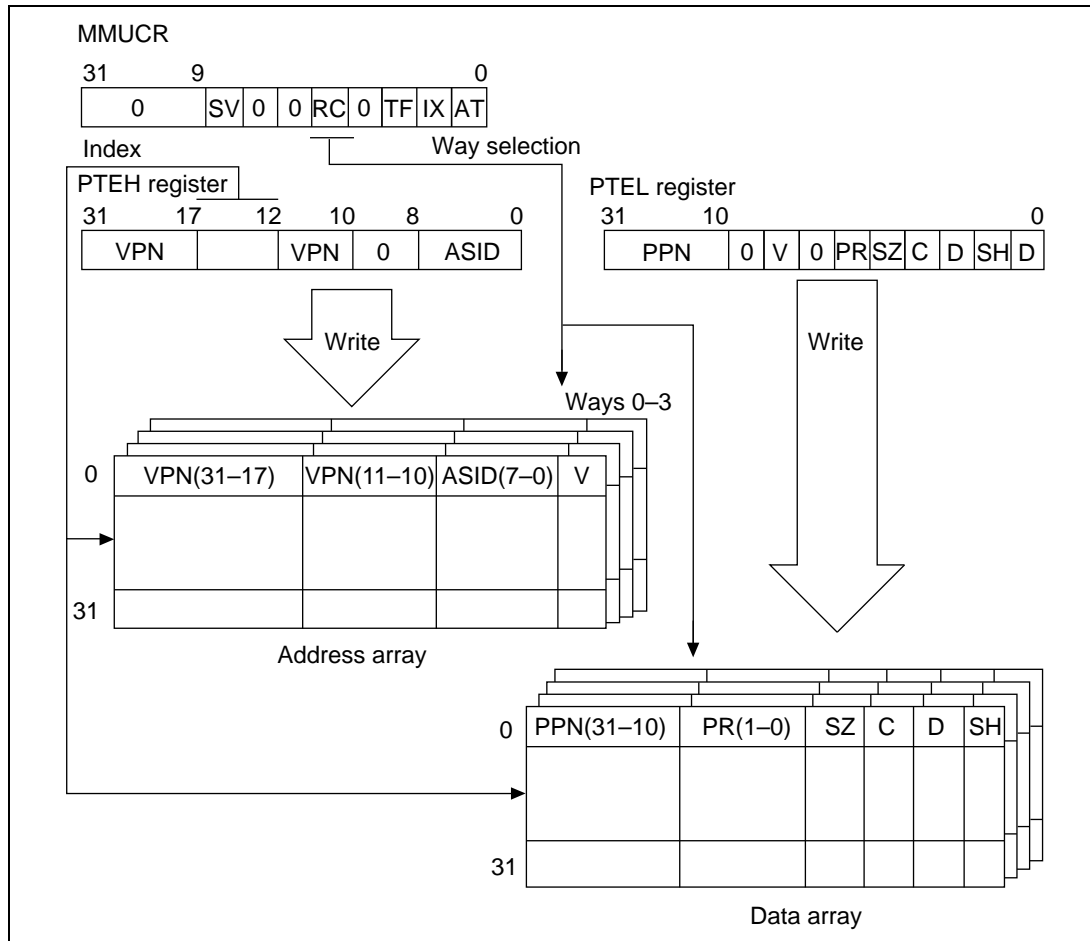 MMUCR
31 9 0
0 SV 0 0 RC 0 TF IX AT
Index Way selection
PTEH register PTEL register
31 17 12 10 8 0 31 10 0
VPN VPN 0 ASID PPN 0 V 0 PR SZ C D SH D
Write Write
Ways 0–3
0 VPN(31–17) VPN(11–10) ASID(7–0) V
31
Address array
0 PPN(31–10) PR(1–0) SZ C D SH
31
Data array